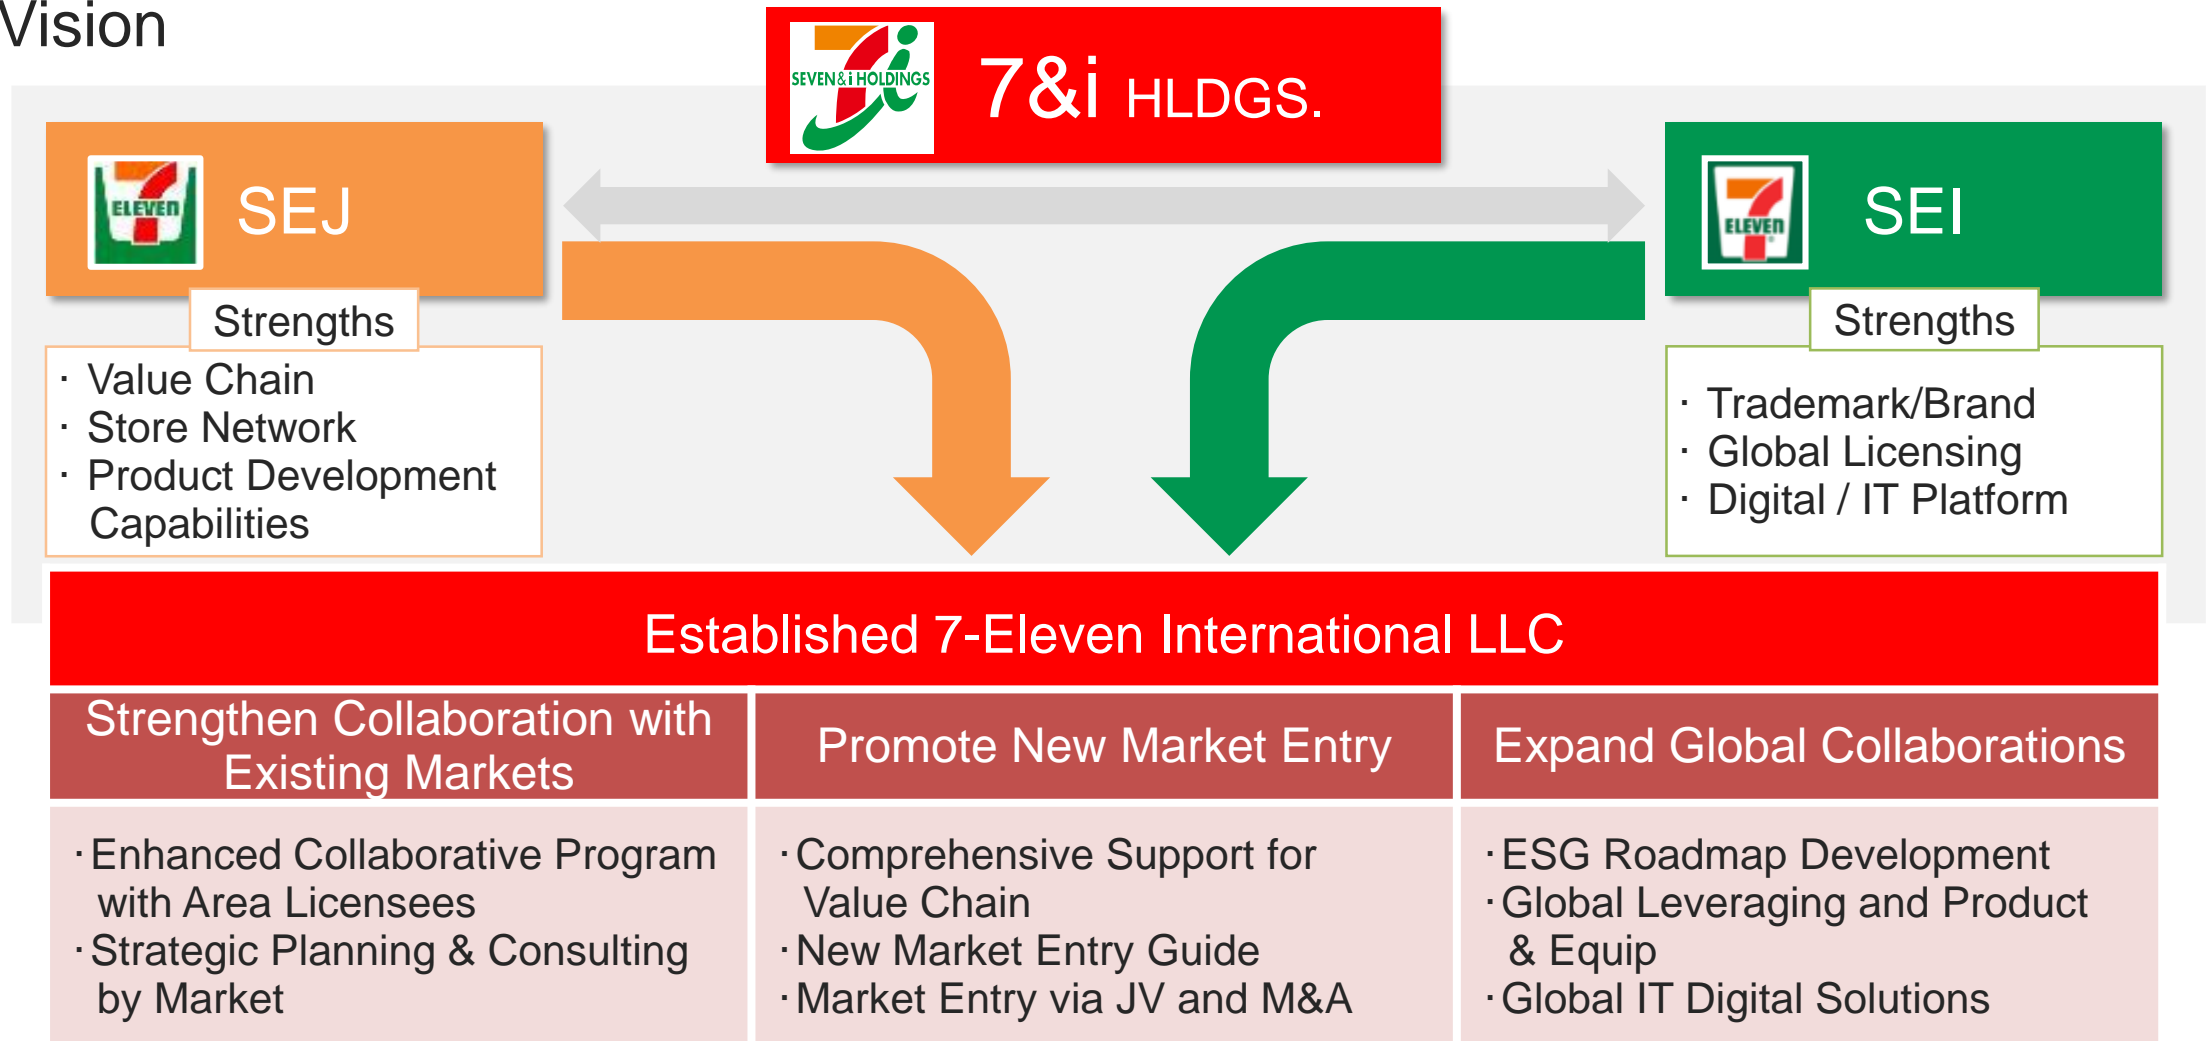 Vision
SEVEN&i HOLDINGS
7&i HLDGS.
ELEVEN
SEJ
Strengths
· Value Chain
· Store Network
· Product Development
Capabilities
ELEVEN
SEI
Strengths
· Trademark/Brand
· Global Licensing
· Digital / IT Platform
Established 7-Eleven International LLC
Strengthen Collaboration with
Existing Markets
· Enhanced Collaborative Program
with Area Licensees
· Strategic Planning & Consulting
by Market
Promote New Market Entry
· Comprehensive Support for
Value Chain
· New Market Entry Guide
· Market Entry via JV and M&A
Expand Global Collaborations
· ESG Roadmap Development
· Global Leveraging and Product
& Equip
· Global IT Digital Solutions